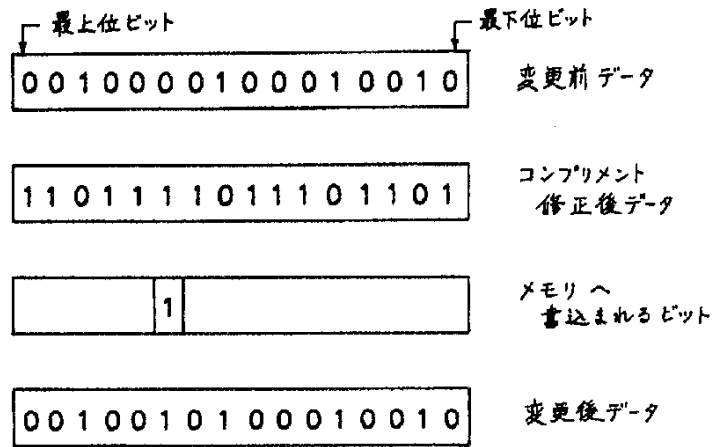 最上位ビット
最下位ビット
0010000100010010 変更前データ
1101111011101101 コンプリメント
修正後データ
1 メモリへ
書込まれるビット
0010010100010010 変更後データ